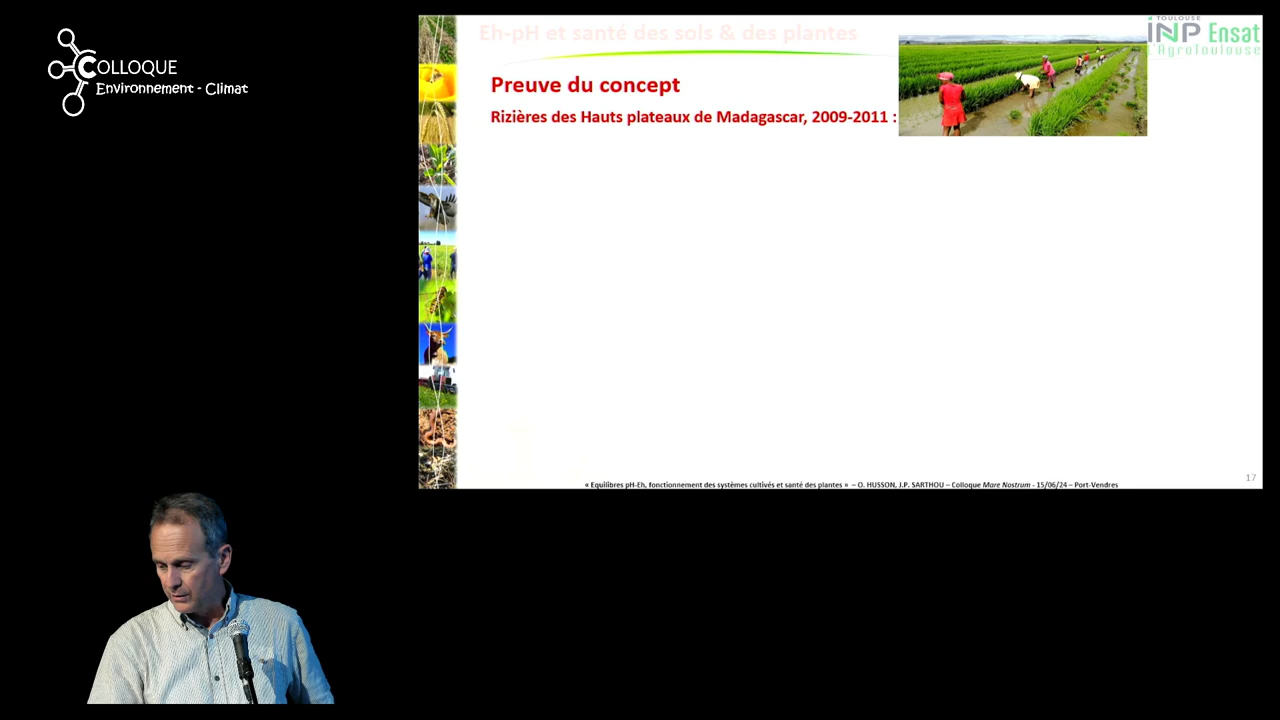 COLLOQUE
Environnement - Climat
Eh-pH et santé des sols & des plantes
TOULOUSE
INP Ensat
l'AgroToulouse
Preuve du concept
Rizières des Hauts plateaux de Madagascar, 2009-2011 :
17
« Equilibres pH-Eh, fonctionnement des systèmes cultivés et santé des plantes » – O. HUSSON, J.P. SARTHOU – Colloque Mare Nostrum - 15/06/24 – Port-Vendres